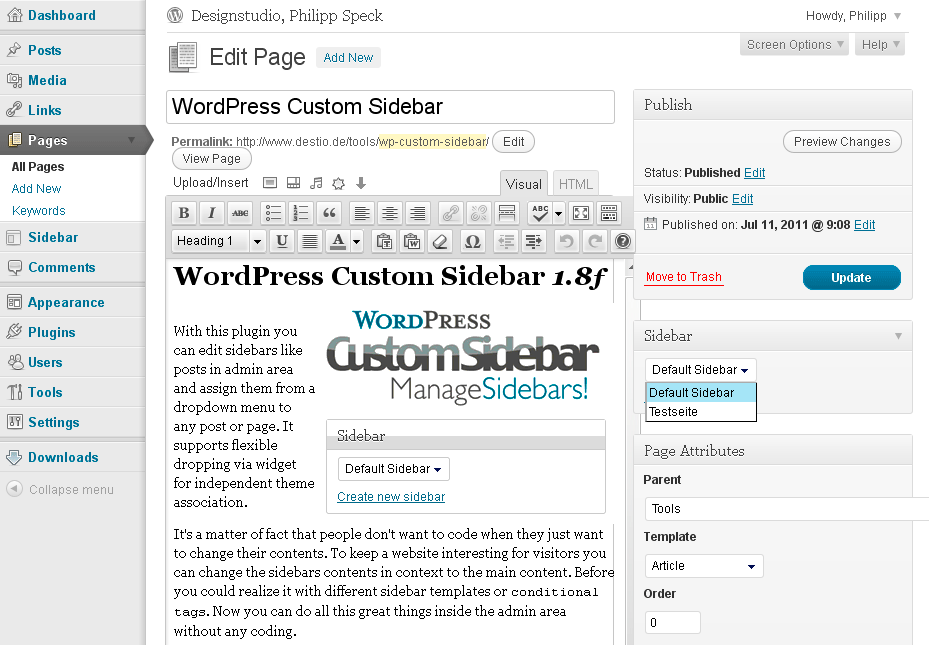 Dashboard
Posts
Media
Links
Pages
All Pages
Add New
Keywords
Sidebar
Comments
Appearance
Plugins
Users
Tools
Settings
Downloads
Collapse menu
Designstudio, Philipp Speck
Howdy, Philipp
Screen Options
Help
Edit Page
Add New
WordPress Custom Sidebar
Permalink: http://www.destio.de/tools/wp-custom-sidebar/ Edit
View Page
Upload/Insert
Visual
HTML
B I ABC ABC
Heading 1 U A
WordPress Custom Sidebar 1.8f
With this plugin you
can edit sidebars like
posts in admin area
and assign them from a
dropdown menu to
any post or page. It
supports flexible
dropping via widget
for independent theme
association.
WORDPRESS
CustomSidebar
ManageSidebars!
Sidebar
Default Sidebar
Create new sidebar
It's a matter of fact that people don't want to code when they just want
to change their contents. To keep a website interesting for visitors you
can change the sidebars contents in context to the main content. Before
you could realize it with different sidebar templates or conditional
tags. Now you can do all this great things inside the admin area
without any coding.
Publish
Preview Changes
Status: Published Edit
Visibility: Public Edit
Published on: Jul 11, 2011 @ 9:08 Edit
Move to Trash
Update
Sidebar
Default Sidebar
Default Sidebar
Testseite
Page Attributes
Parent
Tools
Template
Article
Order
0